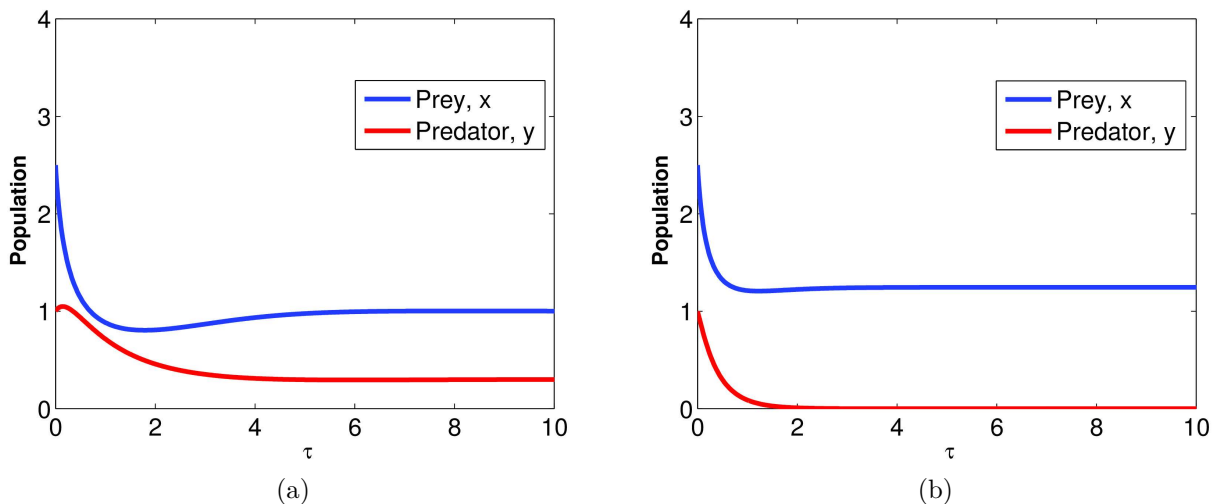 4
3
2
1
0
Population
Prey, x
Predator, y
0 2 4 6 8 10
τ
(a)
4
3
2
1
0
Population
Prey, x
Predator, y
0 2 4 6 8 10
τ
(b)